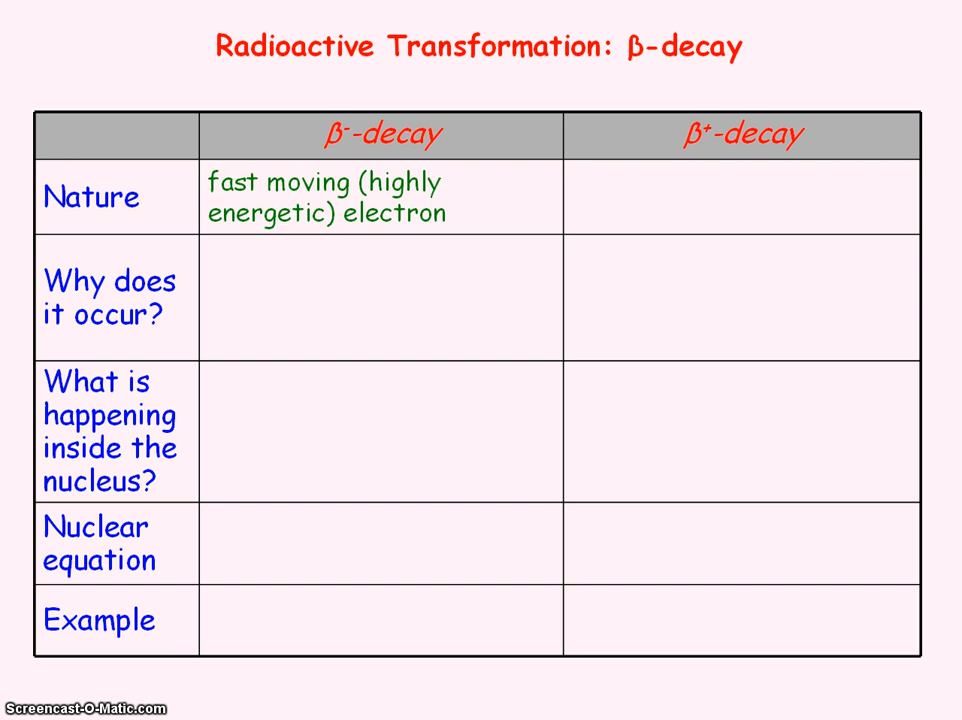 Radioactive Transformation: β-decay
β⁻-decay
β⁺-decay
Nature
fast moving (highly
energetic) electron
Why does
it occur?
What is
happening
inside the
nucleus?
Nuclear
equation
Example
Screencast-O-Matic.com